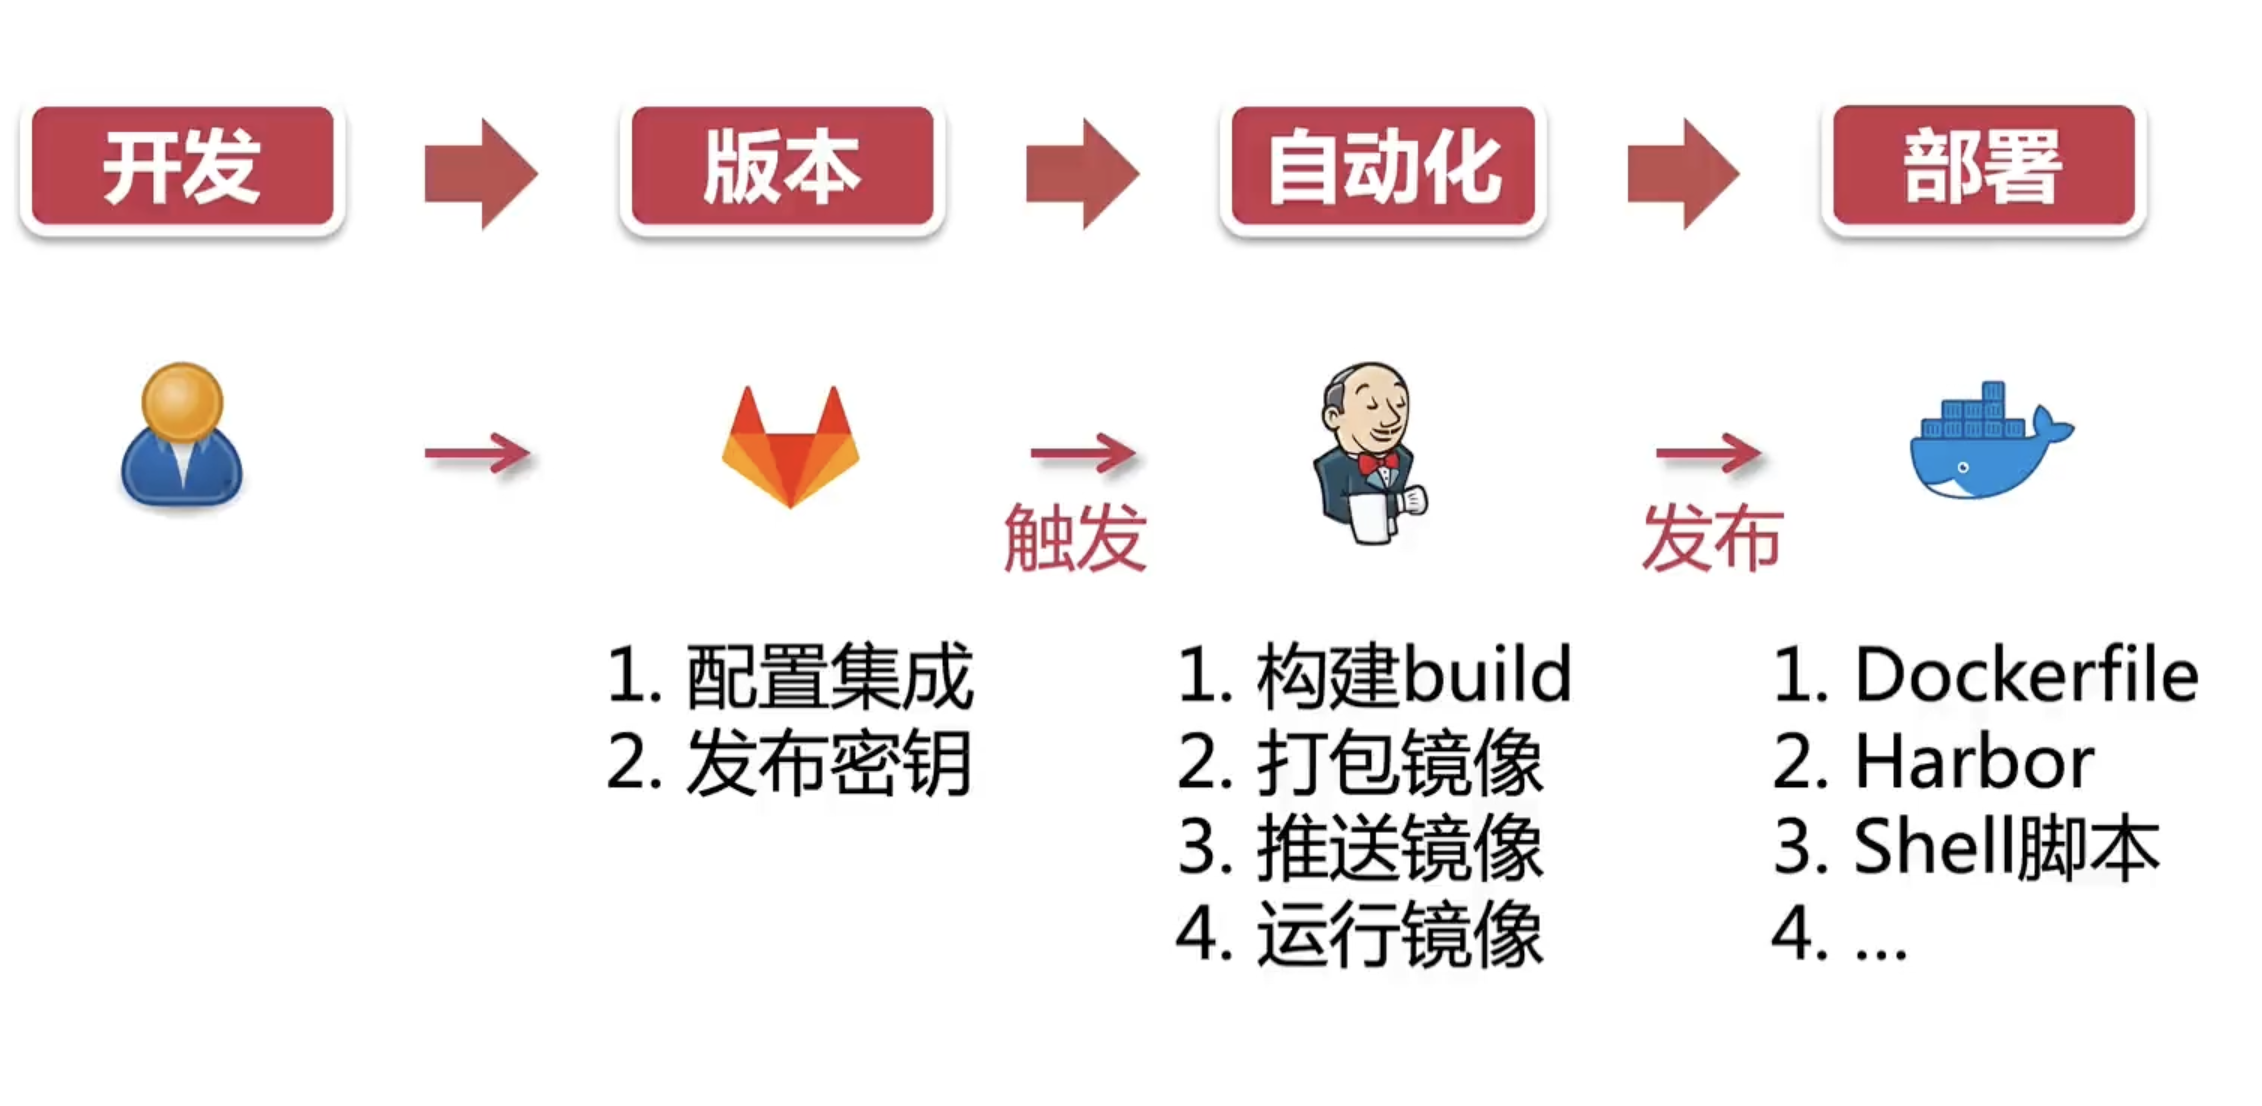 开发
版本
自动化
部署
触发
发布
1. 配置集成
2. 发布密钥
1. 构建build
2. 打包镜像
3. 推送镜像
4. 运行镜像
1. Dockerfile
2. Harbor
3. Shell脚本
4. ...